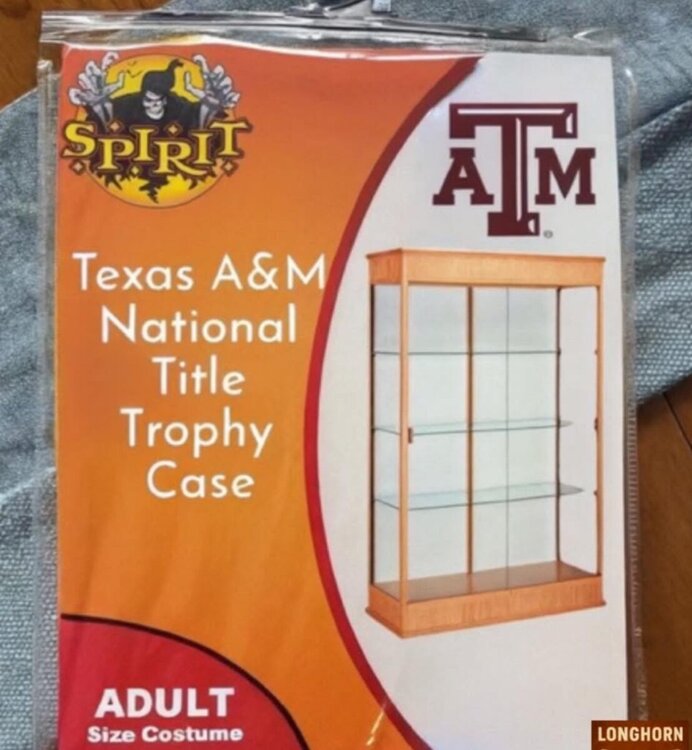 SPIRIT
ATM
Texas A&M
National
Title
Trophy
Case
ADULT
Size Costume
LONGHORN